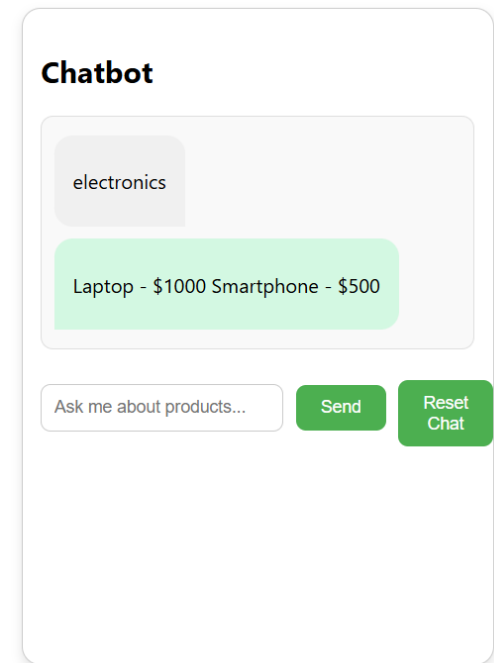 Chatbot
electronics
Laptop - $1000 Smartphone - $500
Ask me about products...
Send
Reset
Chat